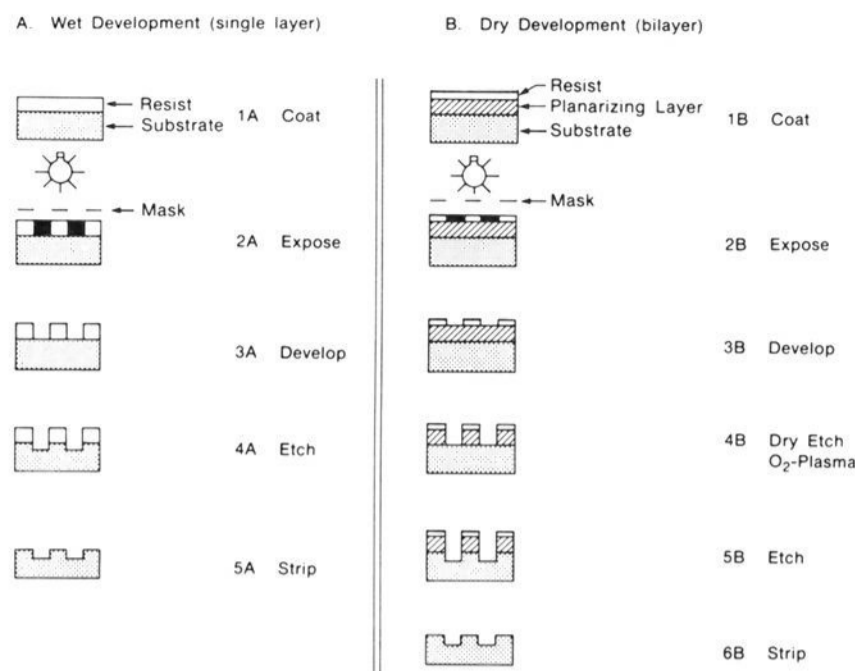 A. Wet Development (single layer)
Resist
Substrate
1A Coat
Mask
2A Expose
3A Develop
4A Etch
5A Strip
B. Dry Development (bilayer)
Resist
Planarizing Layer
Substrate
1B Coat
Mask
2B Expose
3B Develop
4B Dry Etch
O₂-Plasma
5B Etch
6B Strip